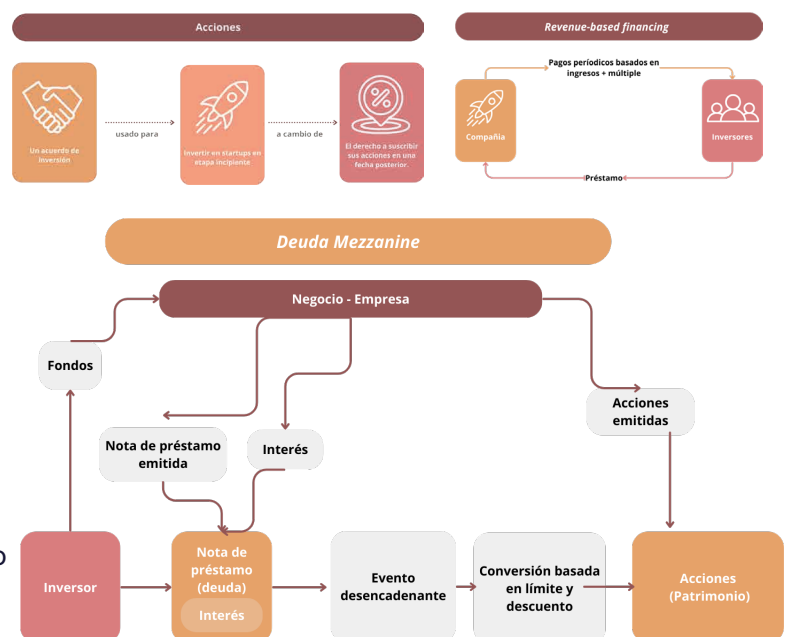 Acciones
Un acuerdo de
inversión
usado para
Invertir en startups en
etapa incipiente
a cambio de
El derecho a suscribir
sus acciones en una
fecha posterior.
Revenue-based financing
Pagos períodicos basados en
ingresos + múltiple
Compañia
Inversores
Préstamo
Deuda Mezzanine
Negocio - Empresa
Fondos
Nota de préstamo
emitida
Interés
Acciones
emitidas
o
Inversor
Nota de
préstamo
(deuda)
Interés
Evento
desencadenante
Conversión basada
en límite y
descuento
Acciones
(Patrimonio)